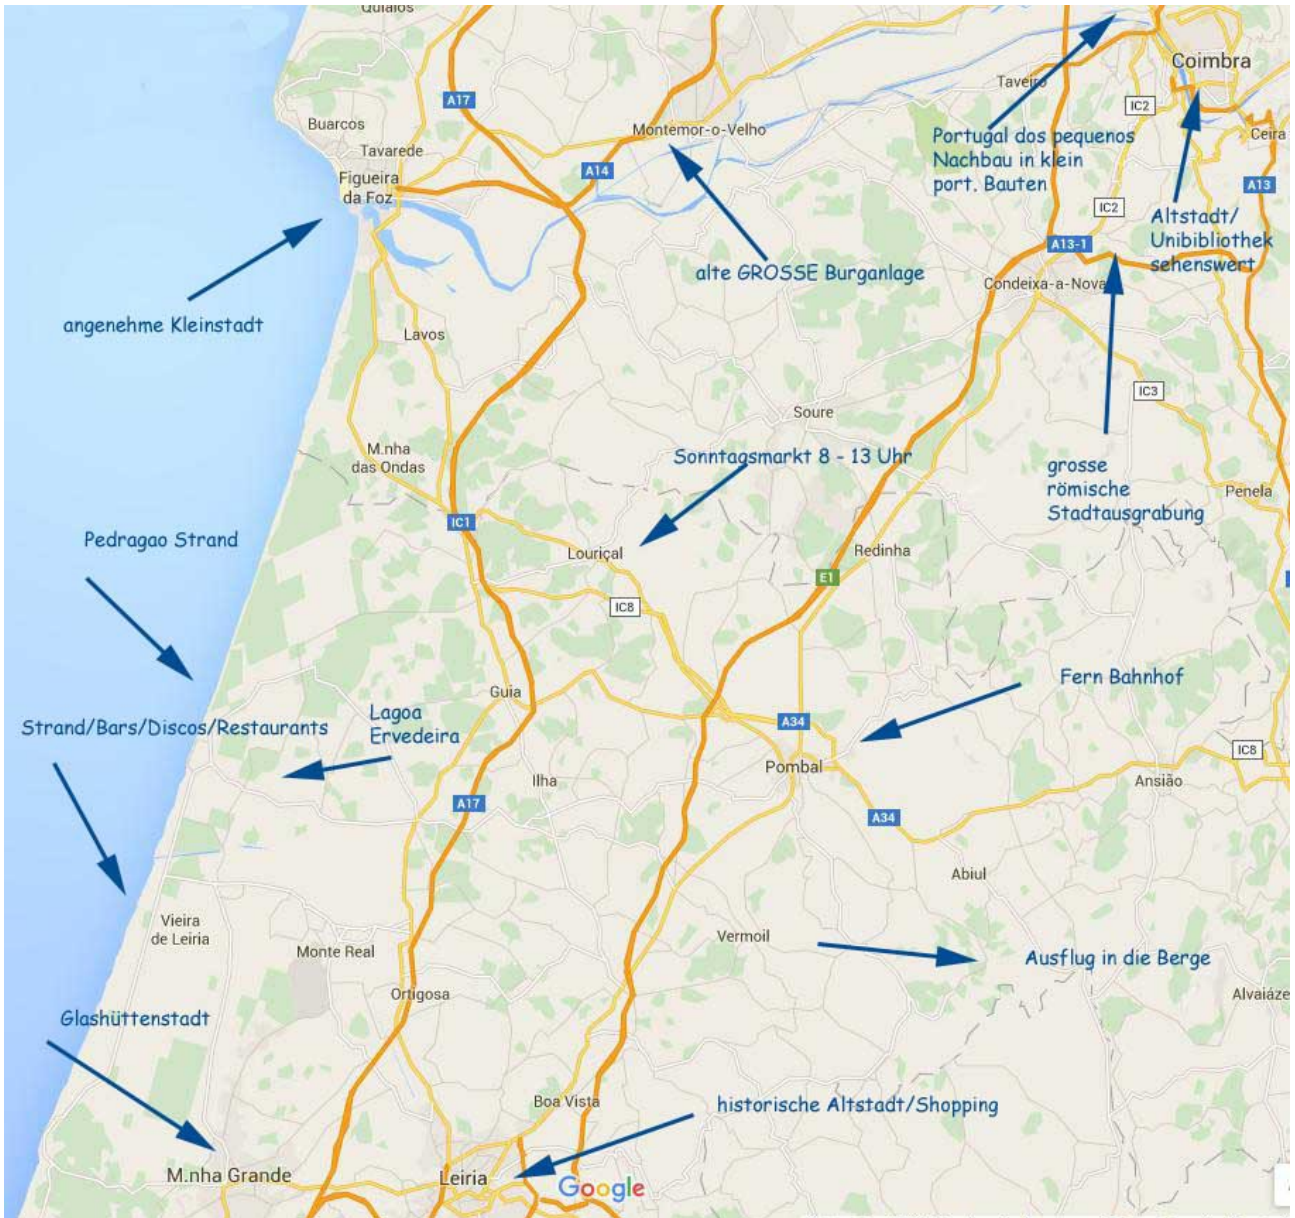 Quiaios
Coimbra
A17
Taveiro
IC2
Buarcos
Montemor-o-Velho
Ceira
Portugal dos pequenos
Nachbau in klein
port. Bauten
Tavarede
A14
Figueira
da Foz
A13
IC2
Altstadt/
Unibibliothek
sehenswert
A13-1
alte GROSSE Burganlage
Condeixa-a-Nova
angenehme Kleinstadt
Lavos
IC3
Soure
M.nha
das Ondas
Sonntagsmarkt 8 - 13 Uhr
grosse
römische
Stadtausgrabung
Penela
IC1
Pedragao Strand
Louriçal
Redinha
E1
IC8
Fern Bahnhof
Guia
Lagoa
Ervedeira
Strand/Bars/Discos/Restaurants
A34
IC8
Pombal
Ilha
Ansião
A17
A34
Abiul
Vieira
de Leiria
Vermoil
Monte Real
Ausflug in die Berge
Ortigosa
Alvaiáze
Glashüttenstadt
Boa Vista
historische Altstadt/Shopping
M.nha Grande
Leiria
Google